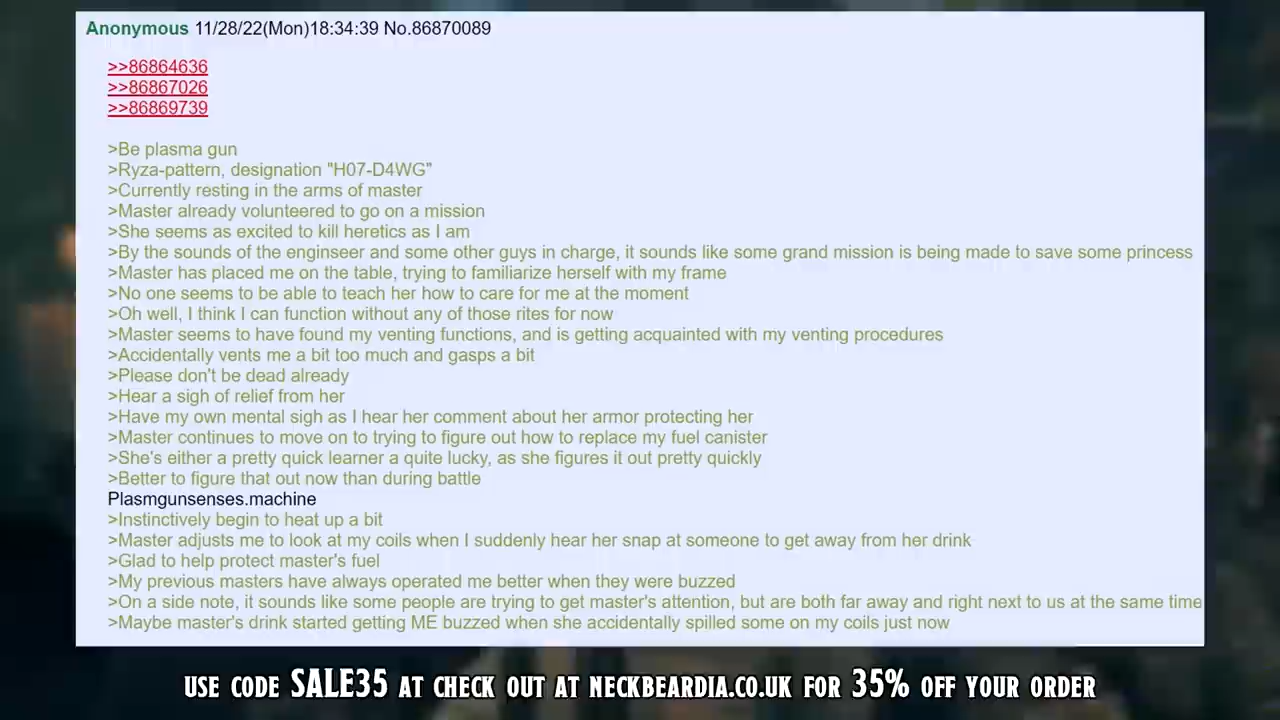 Anonymous 11/28/22(Mon)18:34:39 No.86870089
>>86864636
>>86867026
>>86869739
>Be plasma gun
>Ryza-pattern, designation "H07-D4WG"
>Currently resting in the arms of master
>Master already volunteered to go on a mission
>She seems as excited to kill heretics as I am
>By the sounds of the enginseer and some other guys in charge, it sounds like some grand mission is being made to save some princess
>Master has placed me on the table, trying to familiarize herself with my frame
>No one seems to be able to teach her how to care for me at the moment
>Oh well, I think I can function without any of those rites for now
>Master seems to have found my venting functions, and is getting acquainted with my venting procedures
>Accidentally vents me a bit too much and gasps a bit
>Please don't be dead already
>Hear a sigh of relief from her
>Have my own mental sigh as I hear her comment about her armor protecting her
>Master continues to move on to trying to figure out how to replace my fuel canister
>She's either a pretty quick learner a quite lucky, as she figures it out pretty quickly
>Better to figure that out now than during battle
Plasmgunsenses.machine
>Instinctively begin to heat up a bit
>Master adjusts me to look at my coils when I suddenly hear her snap at someone to get away from her drink
>Glad to help protect master's fuel
>My previous masters have always operated me better when they were buzzed
>On a side note, it sounds like some people are trying to get master's attention, but are both far away and right next to us at the same time
>Maybe master's drink started getting ME buzzed when she accidentally spilled some on my coils just now
USE CODE SALE35 AT CHECK OUT AT NECKBEARDIA.CO.UK FOR 35% OFF YOUR ORDER